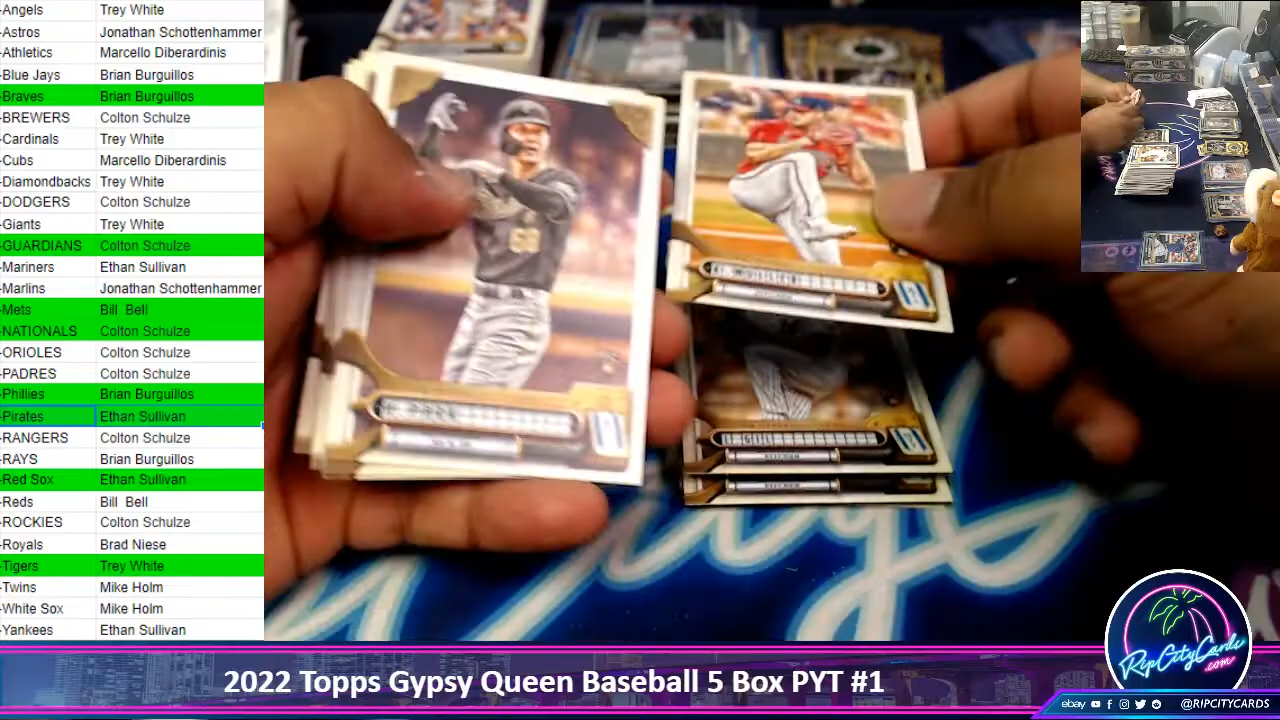 -Angels Trey White
-Astros Jonathan Schottenhammer
-Athletics Marcello Diberardinis
-Blue Jays Brian Burguillos
-Braves Brian Burguillos
-BREWERS Colton Schulze
-Cardinals Trey White
-Cubs Marcello Diberardinis
-Diamondbacks Trey White
-DODGERS Colton Schulze
-Giants Trey White
-GUARDIANS Colton Schulze
-Mariners Ethan Sullivan
-Marlins Jonathan Schottenhammer
-Mets Bill Bell
-NATIONALS Colton Schulze
-ORIOLES Colton Schulze
-PADRES Colton Schulze
-Phillies Brian Burguillos
-Pirates Ethan Sullivan
-RANGERS Colton Schulze
-RAYS Brian Burguillos
-Red Sox Ethan Sullivan
-Reds Bill Bell
-ROCKIES Colton Schulze
-Royals Brad Niese
-Tigers Trey White
-Twins Mike Holm
-White Sox Mike Holm
-Yankees Ethan Sullivan
RipCityCards
.com
2022 Topps Gypsy Queen Baseball 5 Box PYT #1
ebay @RIPCITYCARDS